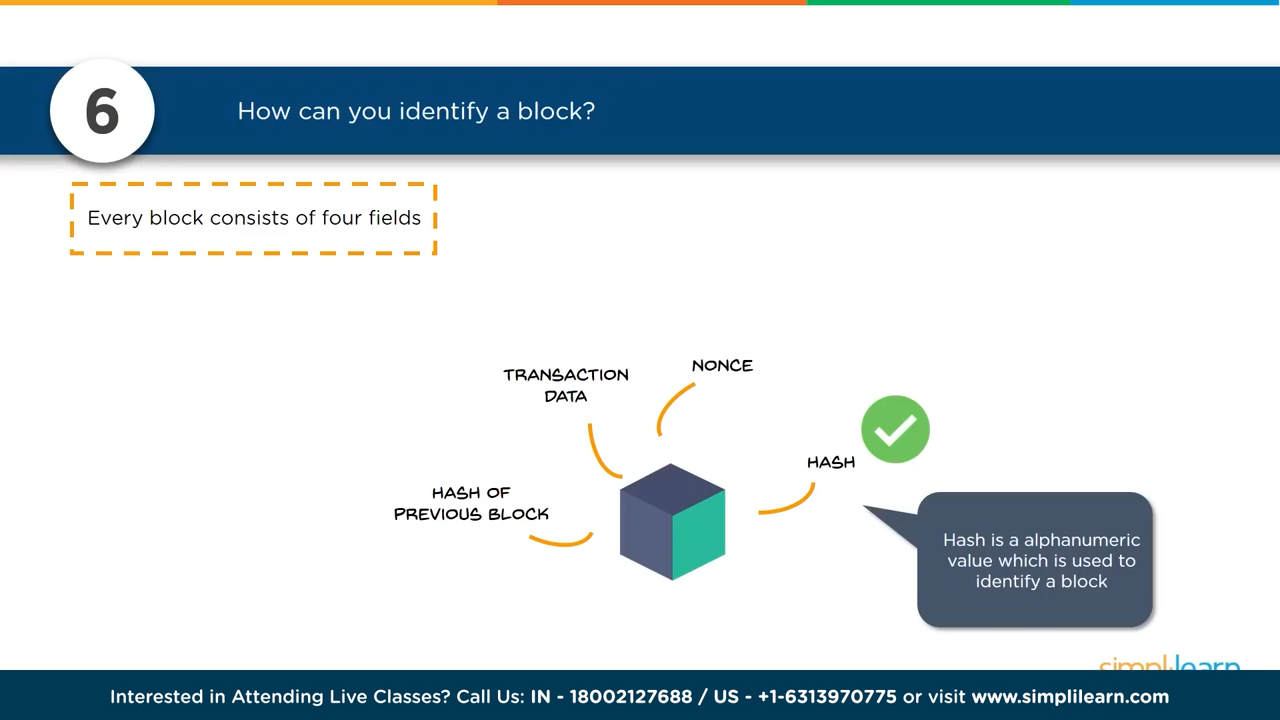 6
How can you identify a block?
Every block consists of four fields
NONCE
TRANSACTION
DATA
HASH
HASH OF
PREVIOUS BLOCK
Hash is a alphanumeric
value which is used to
identify a block
simplilearn
Interested in Attending Live Classes? Call Us: IN - 18002127688 / US - +1-6313970775 or visit www.simplilearn.com